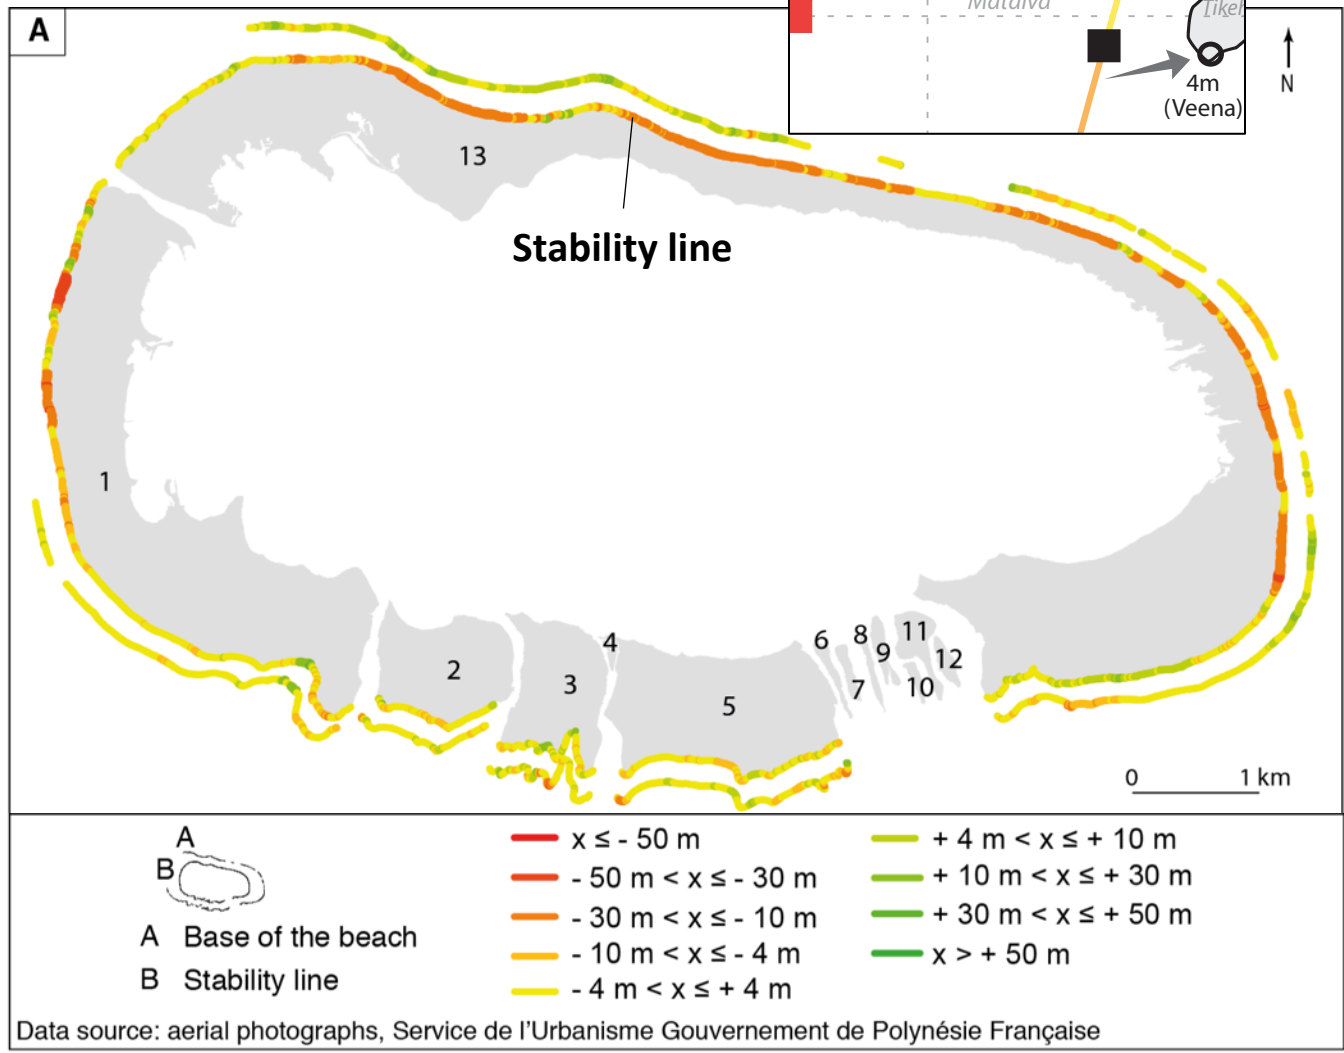 A
Mataiva
Tikeh
4m
(Veena)
N
13
Stability line
1
2
3
4
5
6
7
8
9
10
11
12
0 1 km
A
B
A Base of the beach
B Stability line
x ≤ - 50 m
- 50 m < x ≤ - 30 m
- 30 m < x ≤ - 10 m
- 10 m < x ≤ - 4 m
- 4 m < x ≤ + 4 m
+ 4 m < x ≤ + 10 m
+ 10 m < x ≤ + 30 m
+ 30 m < x ≤ + 50 m
x > + 50 m
Data source: aerial photographs, Service de l'Urbanisme Gouvernement de Polynésie Française